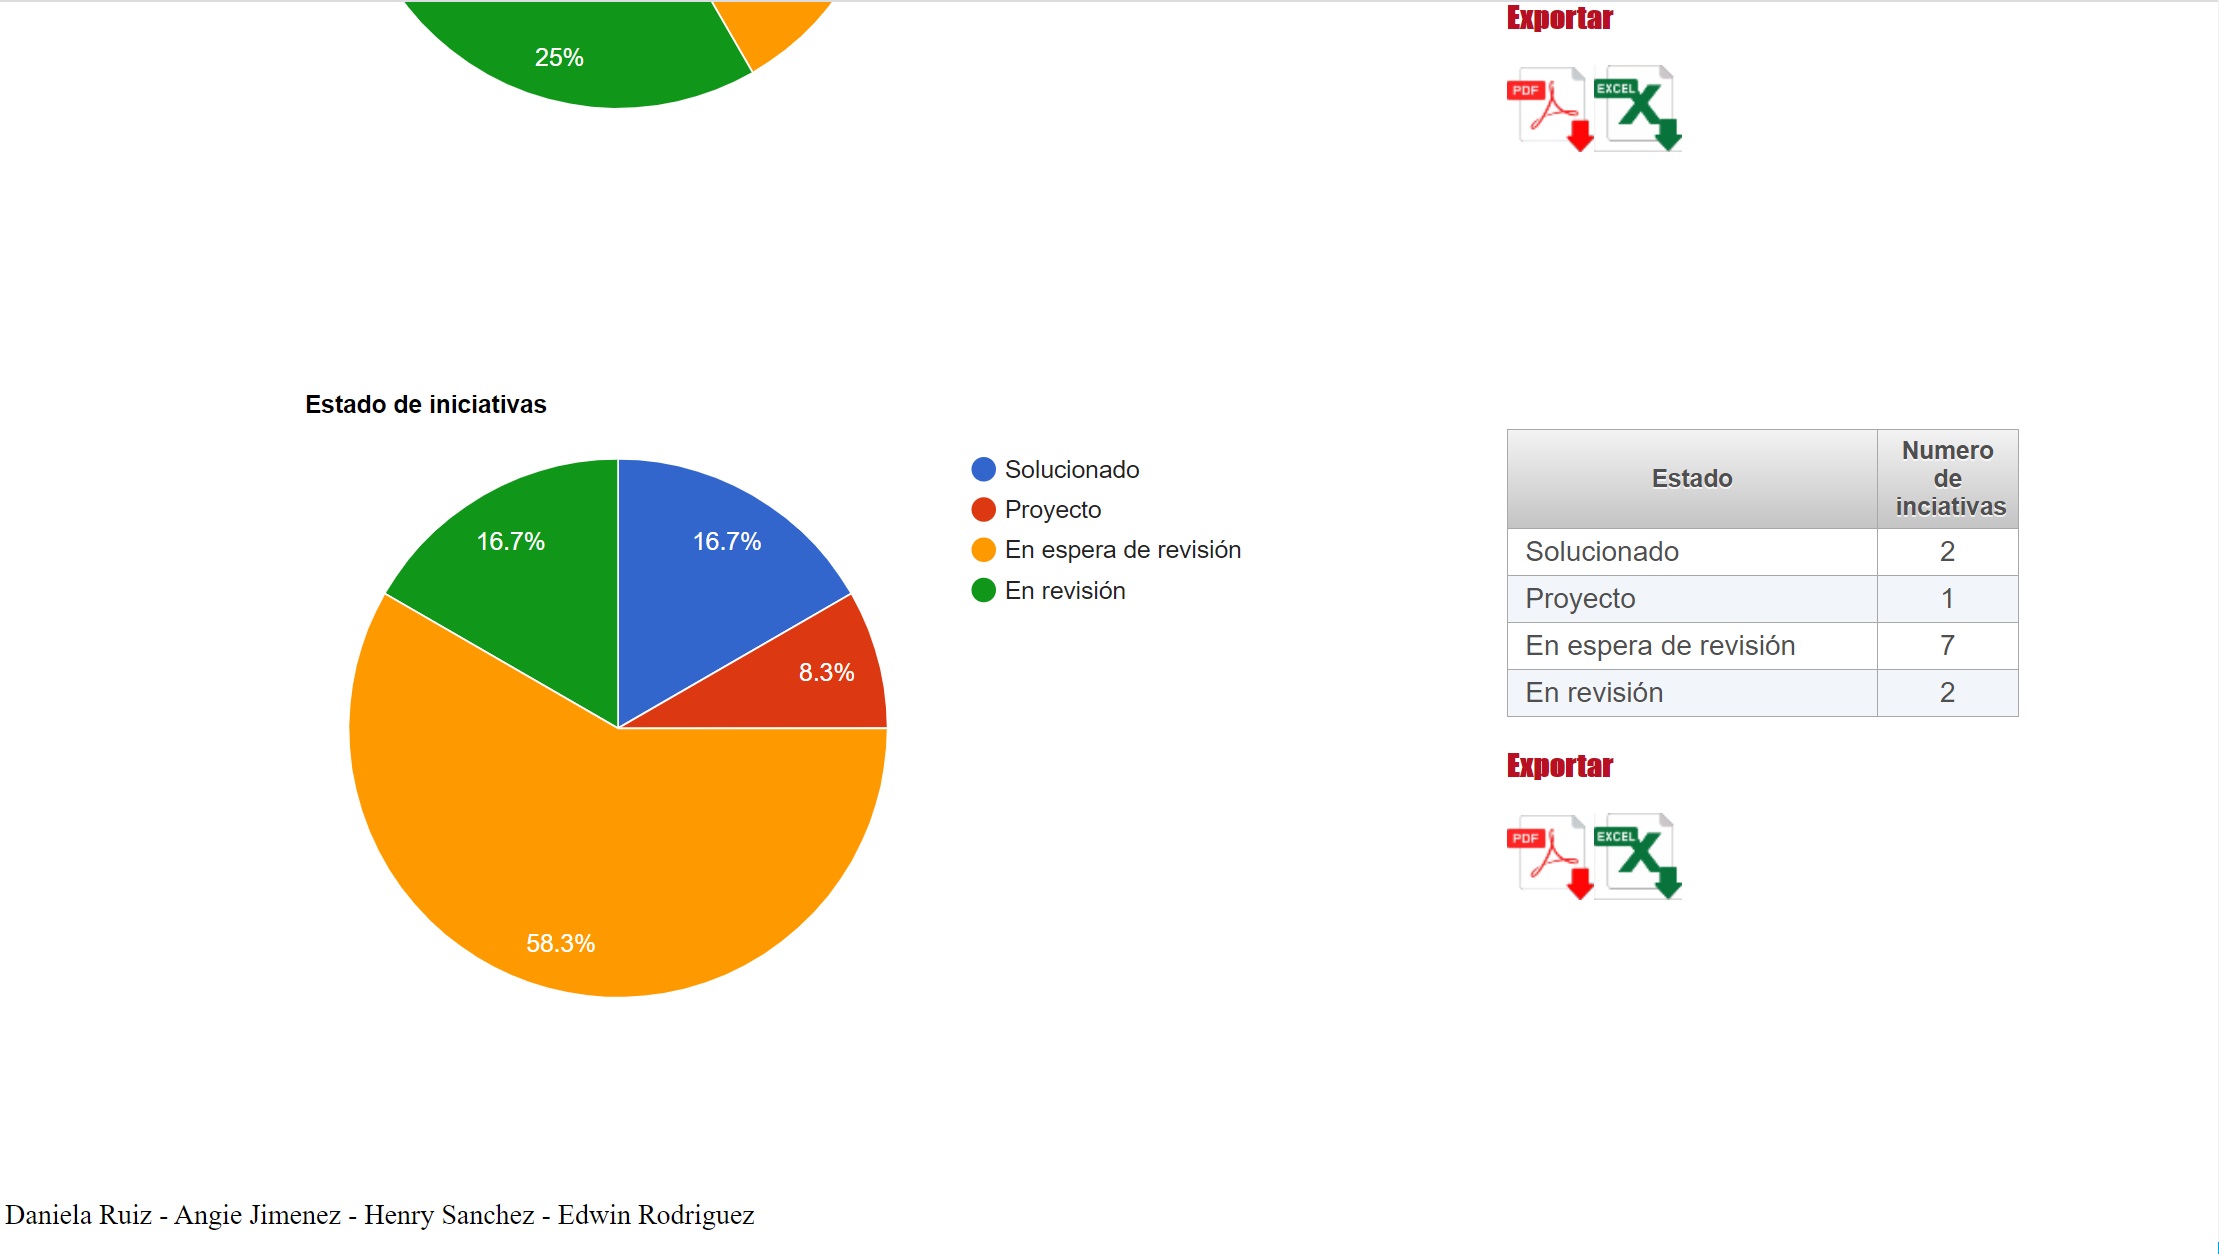 25%
Exportar
PDF
EXCEL
Estado de iniciativas
Solucionado
Proyecto
En espera de revisión
En revisión
16.7%
16.7%
8.3%
58.3%
Estado
Numero
de
inciativas
Solucionado 2
Proyecto 1
En espera de revisión 7
En revisión 2
Exportar
PDF
EXCEL
Daniela Ruiz - Angie Jimenez - Henry Sanchez - Edwin Rodriguez